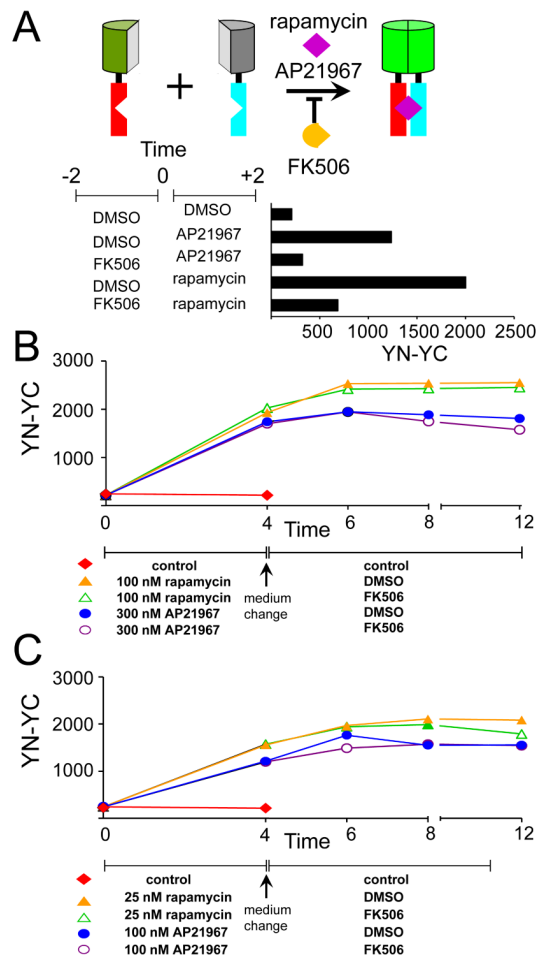 A
rapamycin
AP21967
FK506
Time
-2 0 +2
DMSO DMSO
DMSO AP21967
FK506 AP21967
DMSO rapamycin
FK506 rapamycin
500 1000 1500 2000 2500
YN-YC
B
3000
2000
1000
YN-YC
0 4 6 8 12
Time
control control
100 nM rapamycin DMSO
100 nM rapamycin FK506
300 nM AP21967 DMSO
300 nM AP21967 FK506
medium
change
C
3000
2000
1000
YN-YC
0 4 6 8 12
Time
control control
25 nM rapamycin DMSO
25 nM rapamycin FK506
100 nM AP21967 DMSO
100 nM AP21967 FK506
medium
change